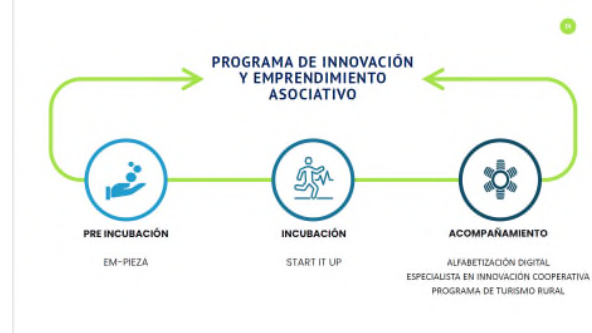 PROGRAMA DE INNOVACIÓN
Y EMPRENDIMIENTO
ASOCIATIVO
PRE INCUBACIÓN
EM-PIEZA
INCUBACIÓN
START IT UP
ACOMPAÑAMIENTO
ALFABETIZACIÓN DIGITAL
ESPECIALISTA EN INNOVACIÓN COOPERATIVA
PROGRAMA DE TURISMO RURAL